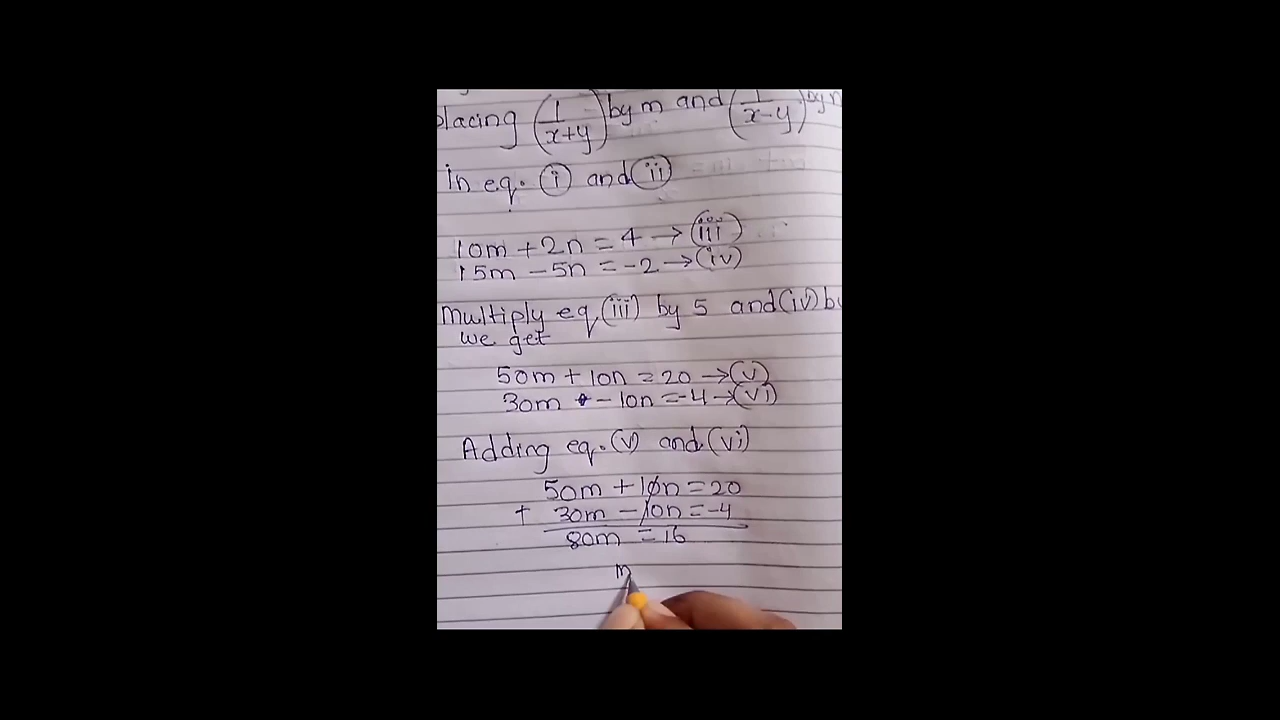 placing (1/x+y) by m and (1/x-y) by n
in eq. (i) and (ii)
10m + 2n = 4 → (iii)
15m - 5n = -2 → (iv)
Multiply eq (iii) by 5 and (iv) by
we get
50m + 10n = 20 → (v)
30m - 10n = -4 → (vi)
Adding eq. (v) and (vi)
50m + 10n = 20
+ 30m - 10n = -4
80m = 16
m